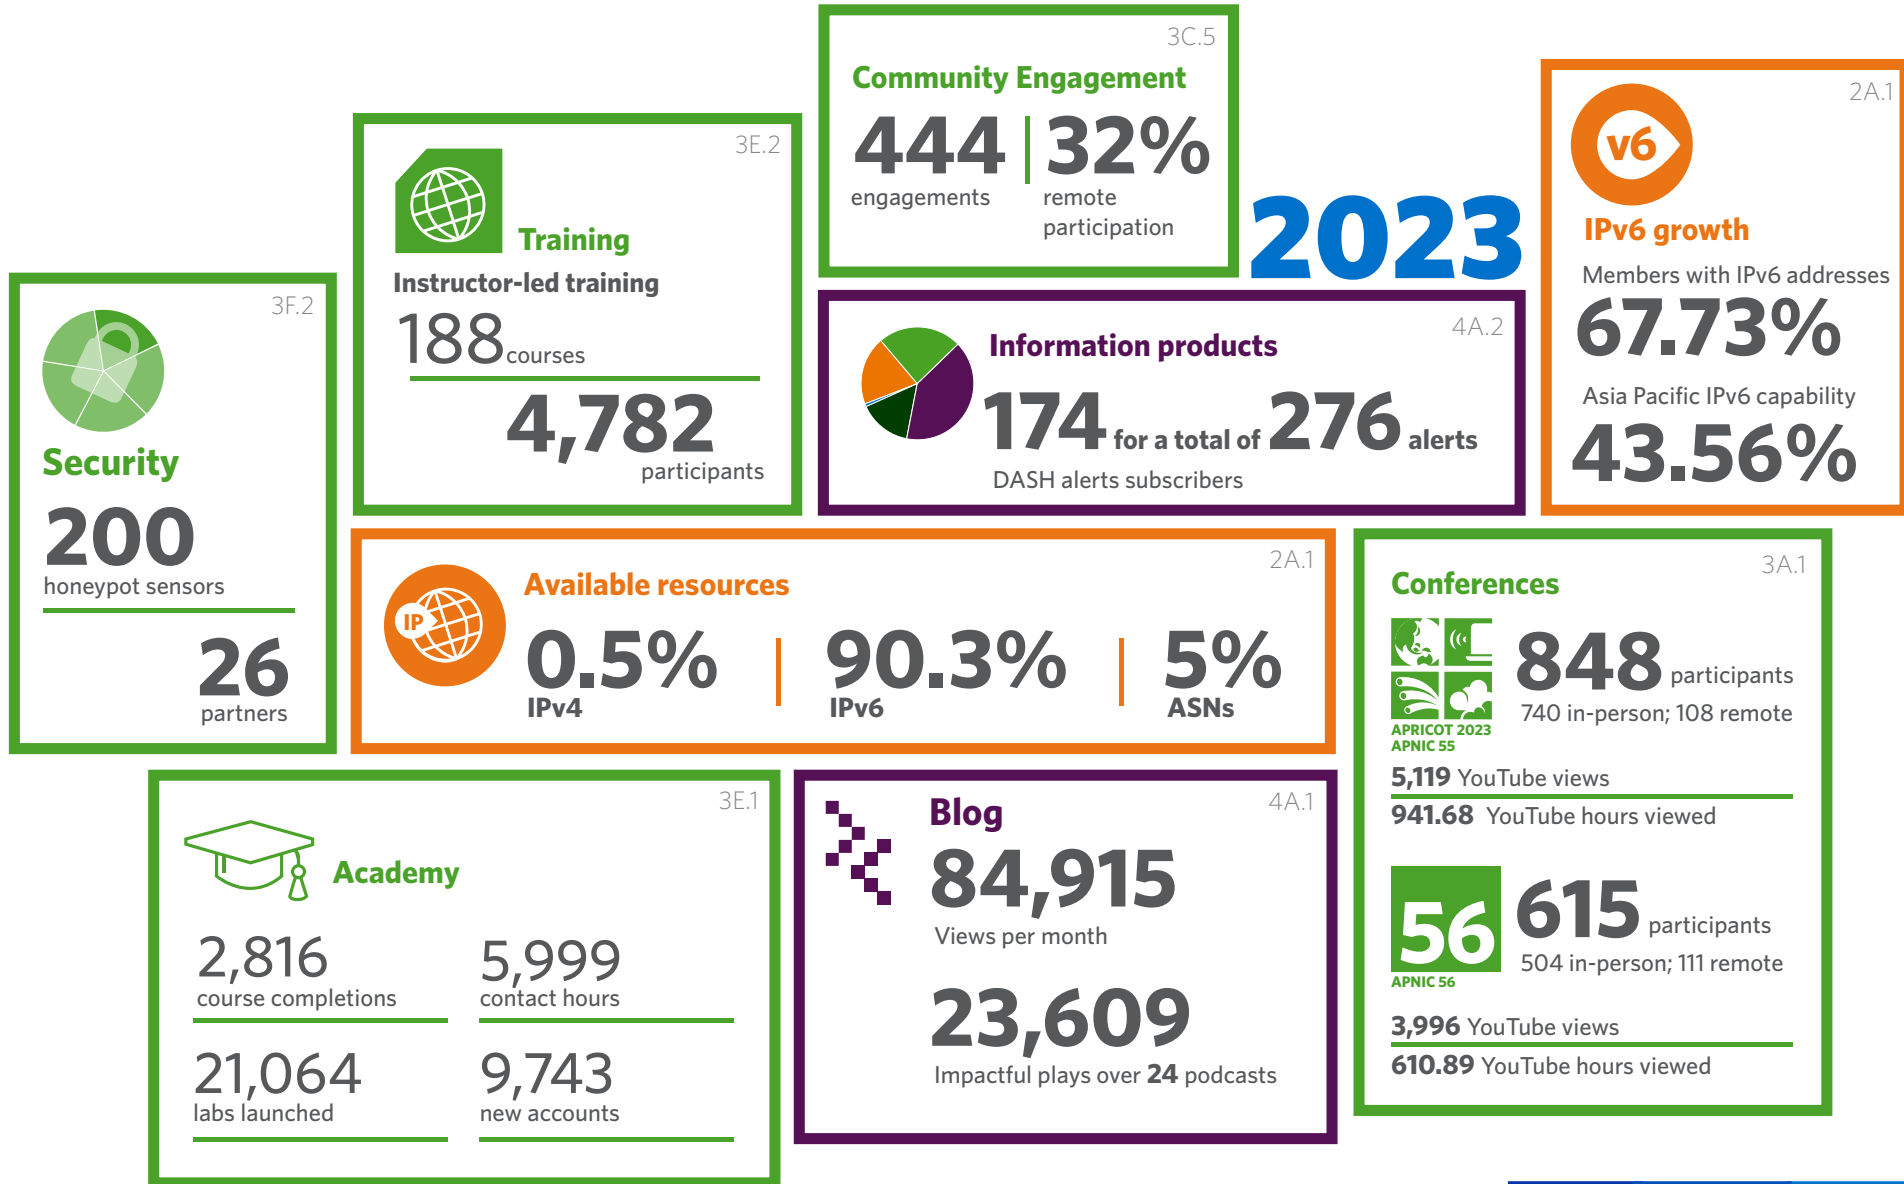 3C.5
Community Engagement
444
engagements
32%
remote
participation
2023
2A.1
v6
IPv6 growth
Members with IPv6 addresses
67.73%
Asia Pacific IPv6 capability
43.56%
3E.2
Training
Instructor-led training
188 courses
4,782
participants
4A.2
Information products
174 for a total of 276 alerts
DASH alerts subscribers
3F.2
Security
200
honeypot sensors
26
partners
2A.1
IP
Available resources
0.5%
IPv4
90.3%
IPv6
5%
ASNs
3A.1
Conferences
APRICOT 2023
APNIC 55
848 participants
740 in-person; 108 remote
5,119 YouTube views
941.68 YouTube hours viewed
56
APNIC 56
615 participants
504 in-person; 111 remote
3,996 YouTube views
610.89 YouTube hours viewed
3E.1
Academy
2,816
course completions
5,999
contact hours
21,064
labs launched
9,743
new accounts
4A.1
Blog
84,915
Views per month
23,609
Impactful plays over 24 podcasts